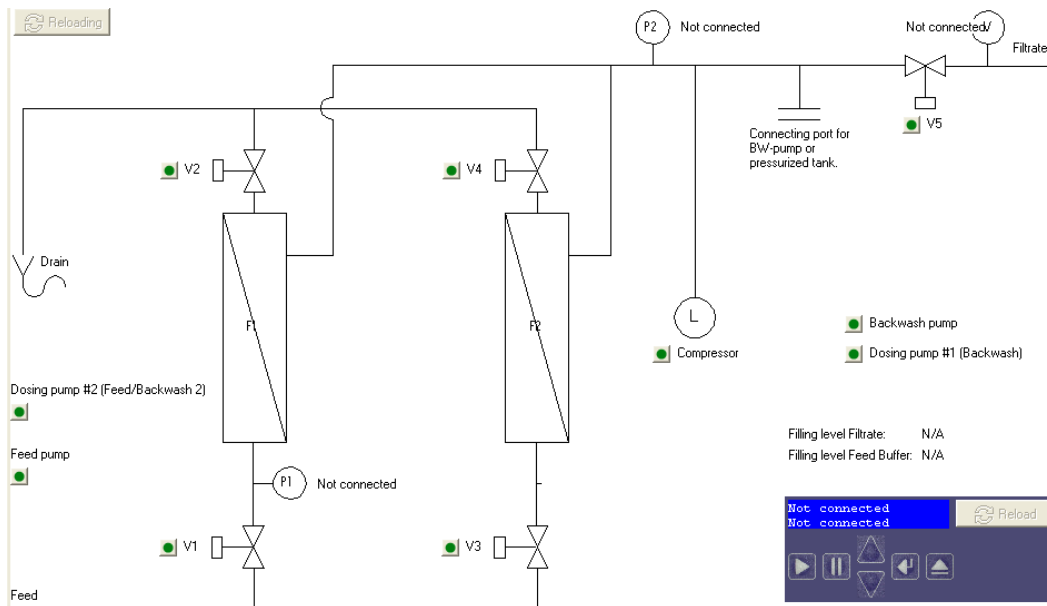 Reloading
P2
Not connected
Not connected
V
Filtrate
V2
V4
V5
Connecting port for
BW-pump or
pressurized tank.
Drain
F1
F2
L
Compressor
Backwash pump
Dosing pump #1 (Backwash)
Dosing pump #2 (Feed/Backwash 2)
Feed pump
P1
Not connected
Filling level Filtrate: N/A
Filling level Feed Buffer: N/A
Not connected
Not connected
Reload
V1
V3
Feed